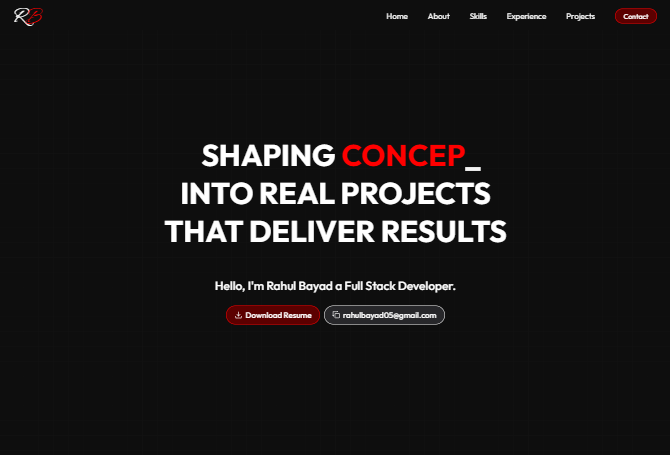 RB
Home About Skills Experience Projects Contact
SHAPING CONCEP_
INTO REAL PROJECTS
THAT DELIVER RESULTS
Hello, I'm Rahul Bayad a Full Stack Developer.
Download Resume rahulbayad05@gmail.com